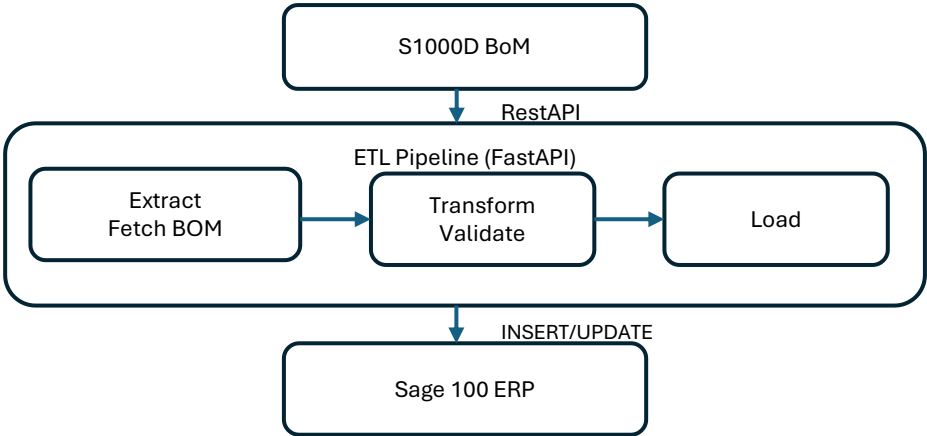 S1000D BoM
RestAPI
ETL Pipeline (FastAPI)
Extract
Fetch BOM
Transform
Validate
Load
INSERT/UPDATE
Sage 100 ERP